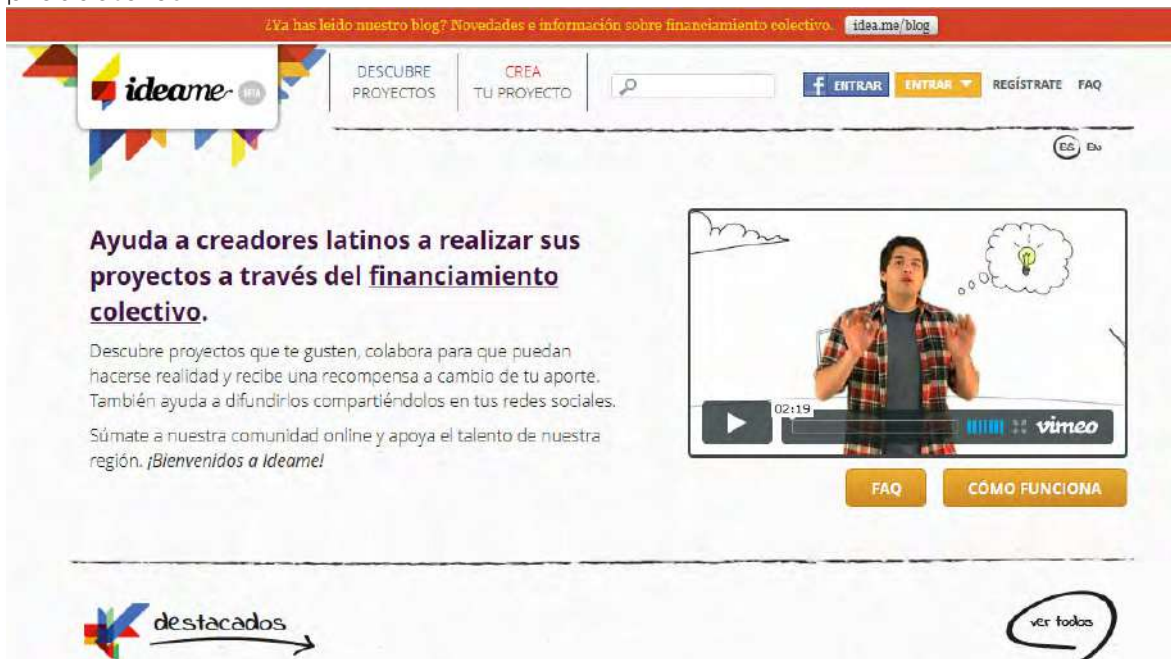 ¿Ya has leido nuestro blog? Novedades e información sobre financiamiento colectivo. idea.me/blog
ideame BETA
DESCUBRE
PROYECTOS
CREA
TU PROYECTO
f ENTRAR
ENTRAR
REGÍSTRATE
FAQ
ES EN
Ayuda a creadores latinos a realizar sus
proyectos a través del financiamiento
colectivo.
Descubre proyectos que te gusten, colabora para que puedan
hacerse realidad y recibe una recompensa a cambio de tu aporte.
También ayuda a difundirlos compartiéndolos en tus redes sociales.
Súmate a nuestra comunidad online y apoya el talento de nuestra
región. ¡Bienvenidos a Ideame!
02:19
vimeo
FAQ
CÓMO FUNCIONA
destacados
ver todos